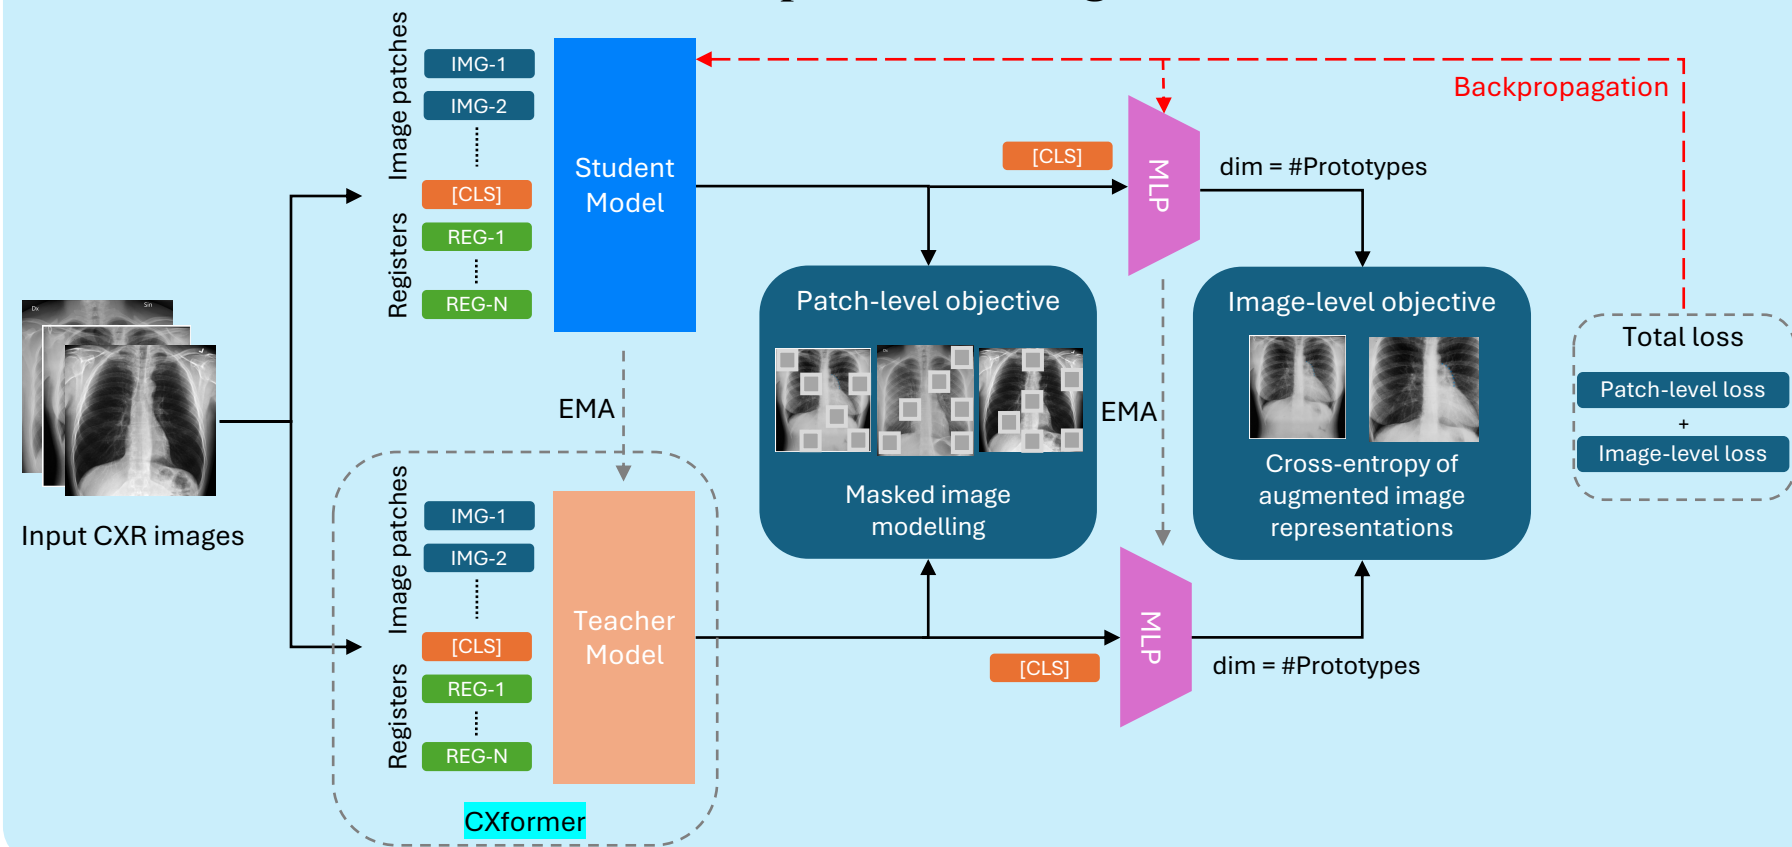 Image patches
IMG-1
IMG-2
[CLS]
Registers
REG-1
REG-N
Student
Model
Backpropagation
[CLS]
MLP
dim = #Prototypes
Dx
Sin
Input CXR images
EMA
Patch-level objective
Masked image
modelling
EMA
Image-level objective
Cross-entropy of
augmented image
representations
Total loss
Patch-level loss
+
Image-level loss
Image patches
IMG-1
IMG-2
[CLS]
Registers
REG-1
REG-N
Teacher
Model
[CLS]
MLP
dim = #Prototypes
CXformer